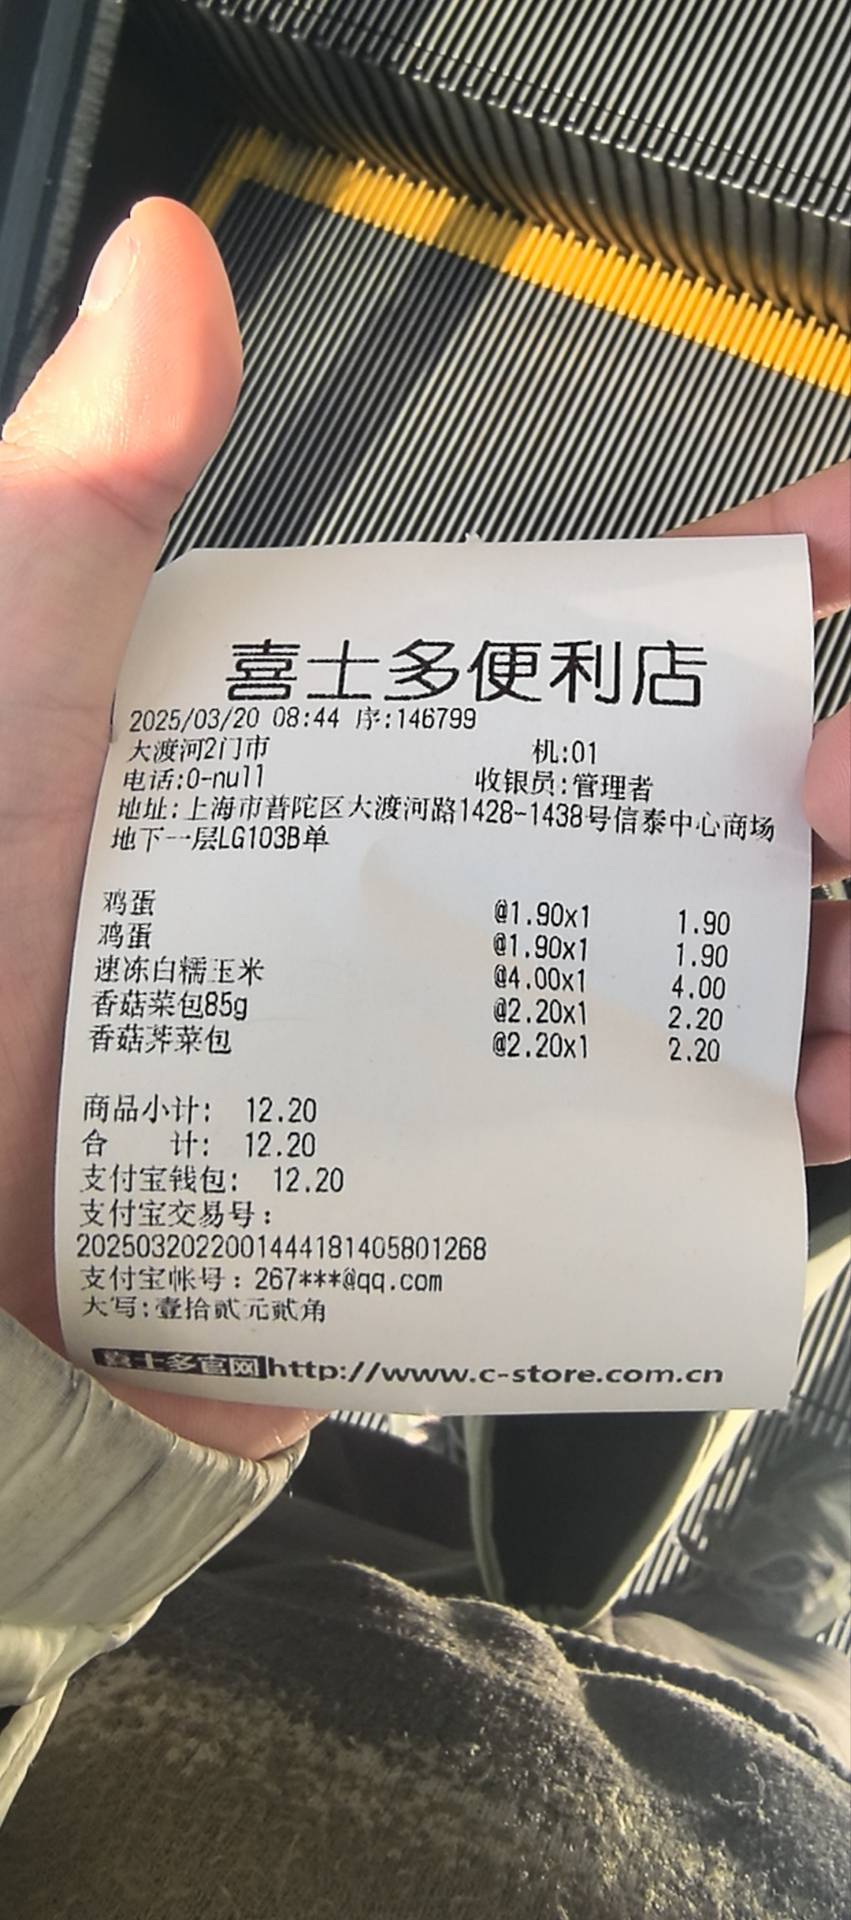 喜士多便利店
2025/03/20 08:44 序:146799
大渡河2门市 机:01
电话:0-null 收银员:管理者
地址:上海市普陀区大渡河路1428-1438号信泰中心商场
地下一层LG103B单
鸡蛋 @1.90x1 1.90
鸡蛋 @1.90x1 1.90
速冻白糯玉米 @4.00x1 4.00
香菇菜包85g @2.20x1 2.20
香菇荠菜包 @2.20x1 2.20
商品小计: 12.20
合 计: 12.20
支付宝钱包: 12.20
支付宝交易号:
2025032022001444181405801268
支付宝帐号:267***@qq.com
大写:壹拾贰元贰角
喜士多官网http://www.c-store.com.cn